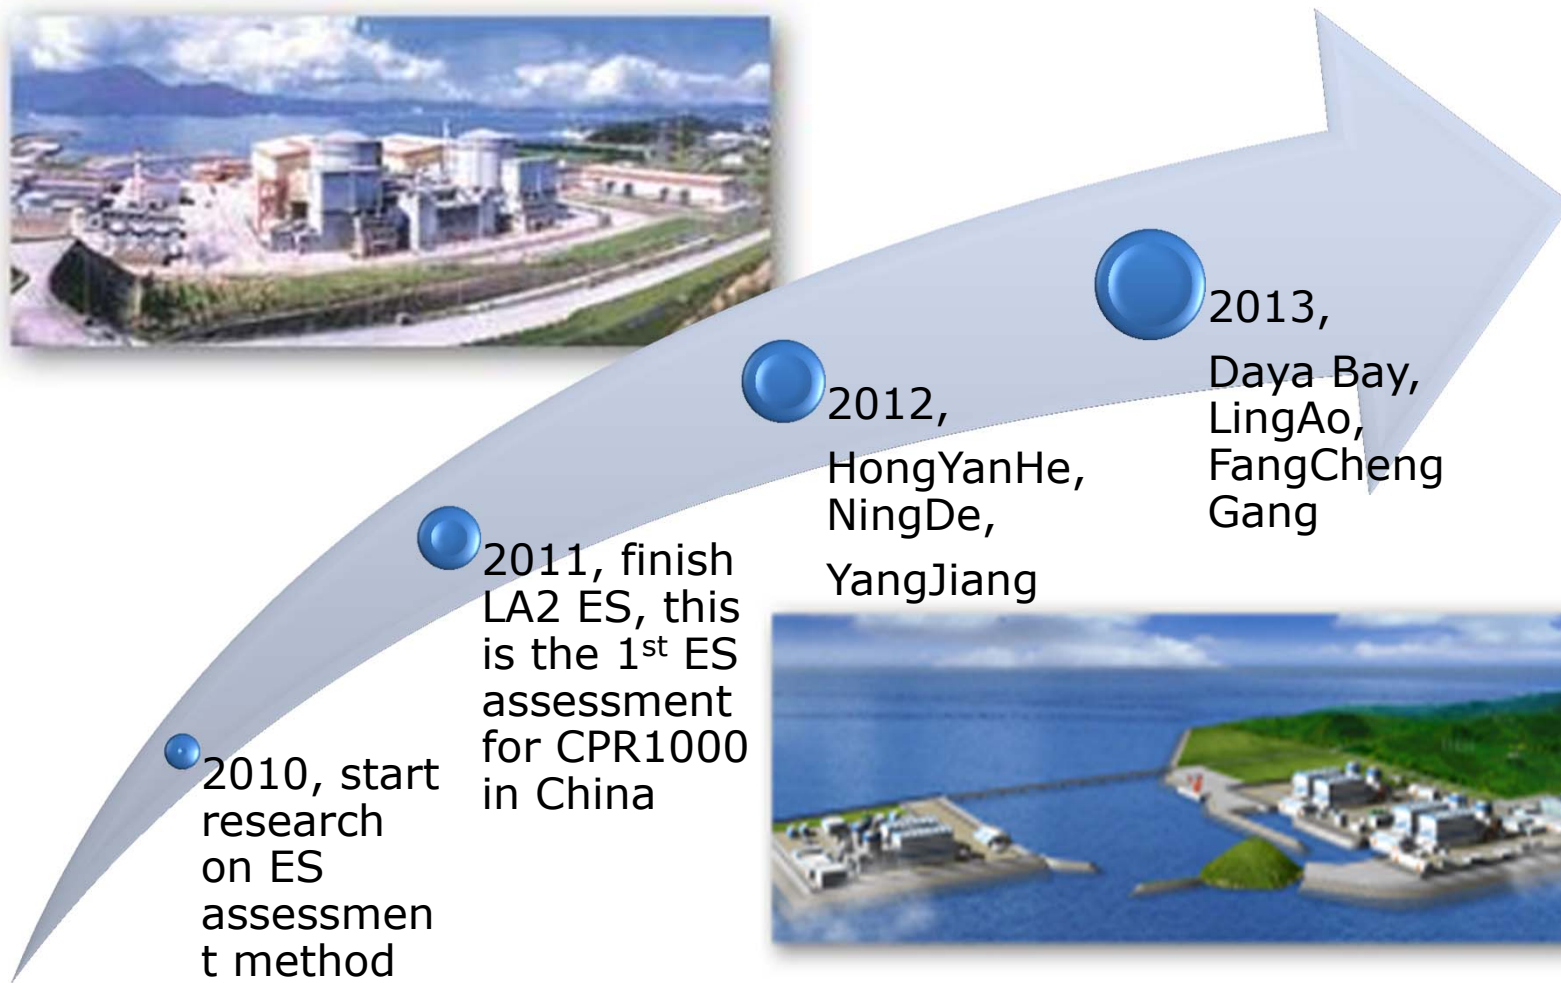 2010, start
research
on ES
assessmen
t method
2011, finish
LA2 ES, this
is the 1st ES
assessment
for CPR1000
in China
2012,
HongYanHe,
NingDe,
YangJiang
2013,
Daya Bay,
LingAo,
FangCheng
Gang